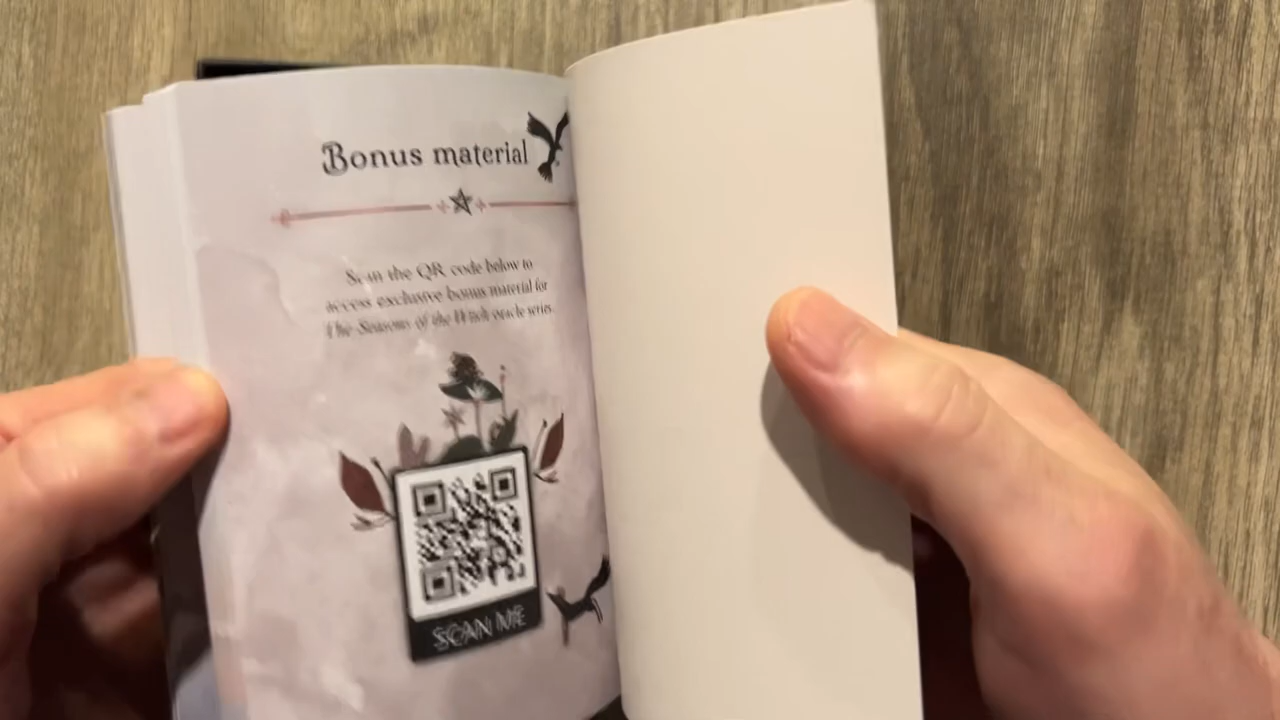 Bonus material
Scan the QR code below to
access exclusive bonus material for
The Seasons of the Witch oracle series.
SCAN ME